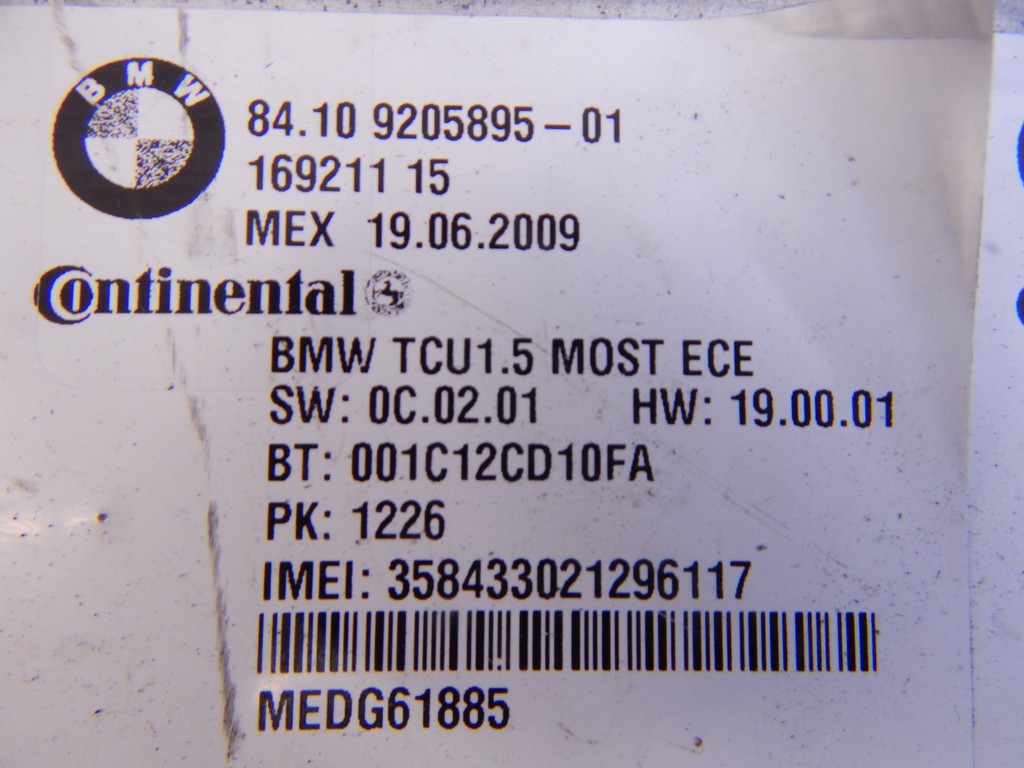 BMW
84.10 9205895-01
169211 15
MEX 19.06.2009
Continental
BMW TCU1.5 MOST ECE
SW: 0C.02.01 HW: 19.00.01
BT: 001C12CD10FA
PK: 1226
IMEI: 358433021296117
MEDG61885